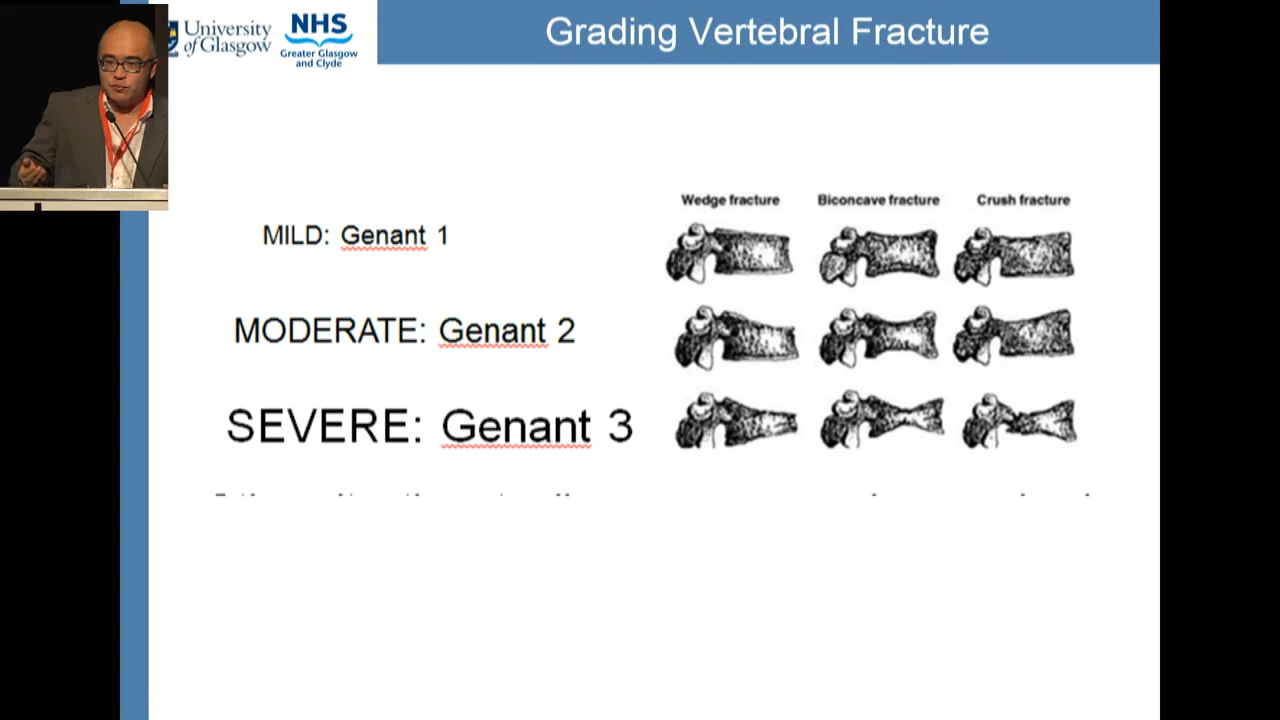 University
of Glasgow
NHS
Greater Glasgow
and Clyde
Grading Vertebral Fracture
Wedge fracture
Biconcave fracture
Crush fracture
MILD: Genant 1
MODERATE: Genant 2
SEVERE: Genant 3